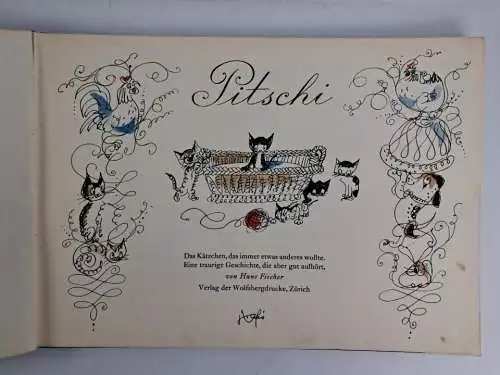 Pitschi
Das Kätzchen, das immer etwas anderes wollte.
Eine traurige Geschichte, die aber gut aufhört,
von Hans Fischer
Verlag der Wolfsbergdrucke, Zürich